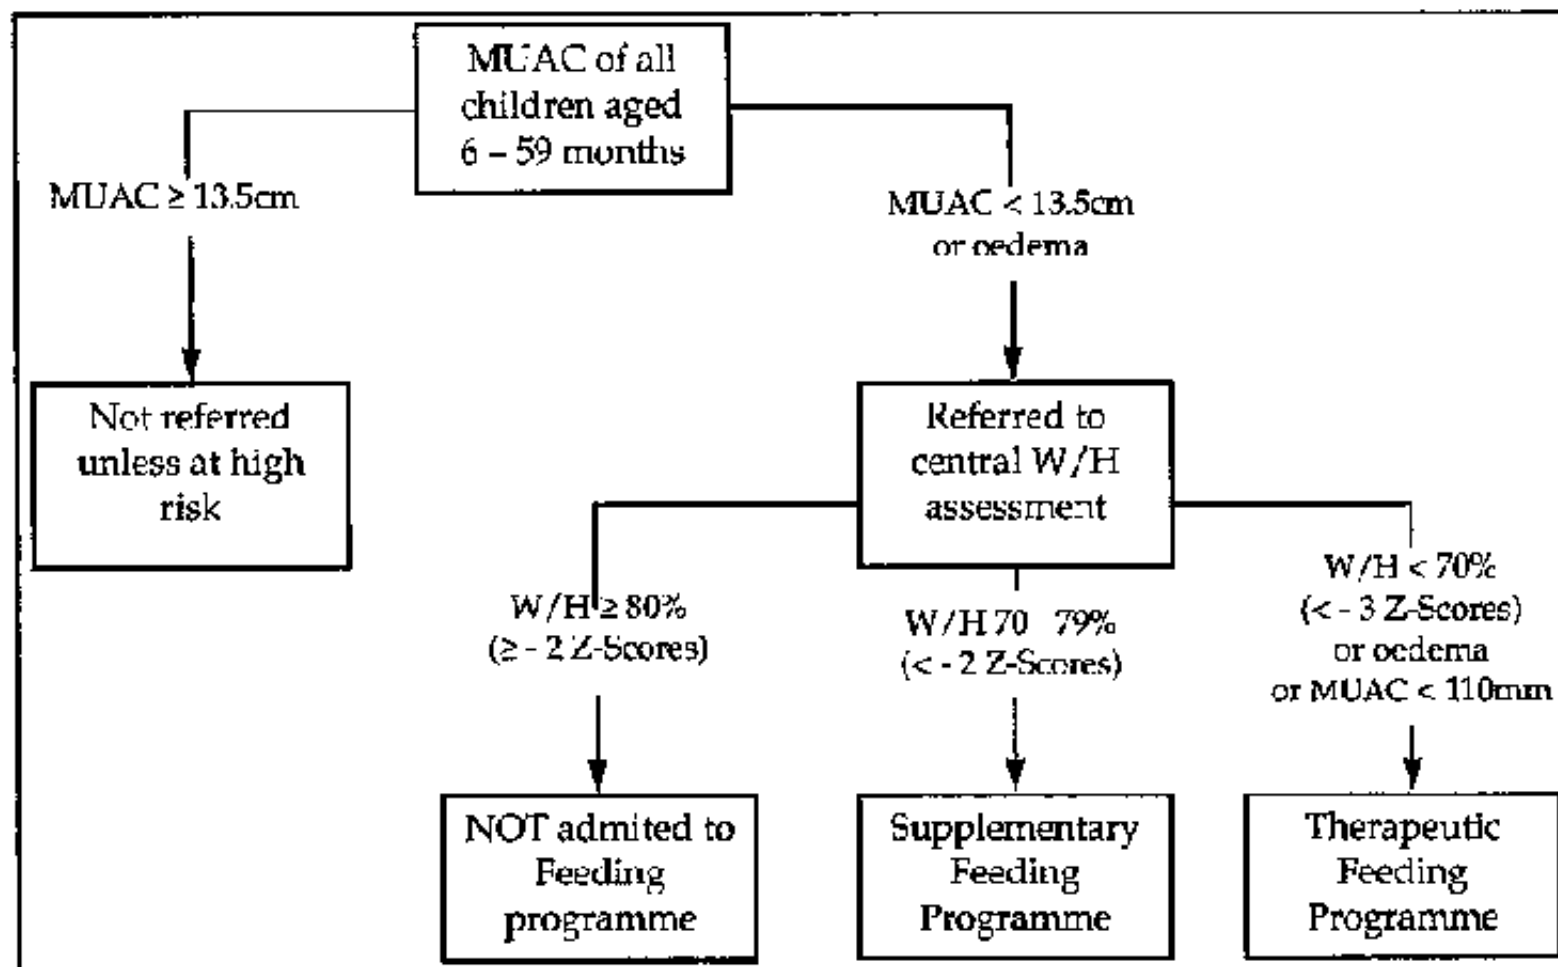 MUAC of all
children aged
6 – 59 months
MUAC ≥ 13.5cm
MUAC < 13.5cm
or oedema
Not referred
unless at high
risk
Referred to
central W/H
assessment
W/H ≥ 80%
(≥ - 2 Z-Scores)
W/H 70 79%
(< - 2 Z-Scores)
W/H < 70%
(< - 3 Z-Scores)
or oedema
or MUAC < 110mm
NOT admited to
Feeding
programme
Supplementary
Feeding
Programme
Therapeutic
Feeding
Programme